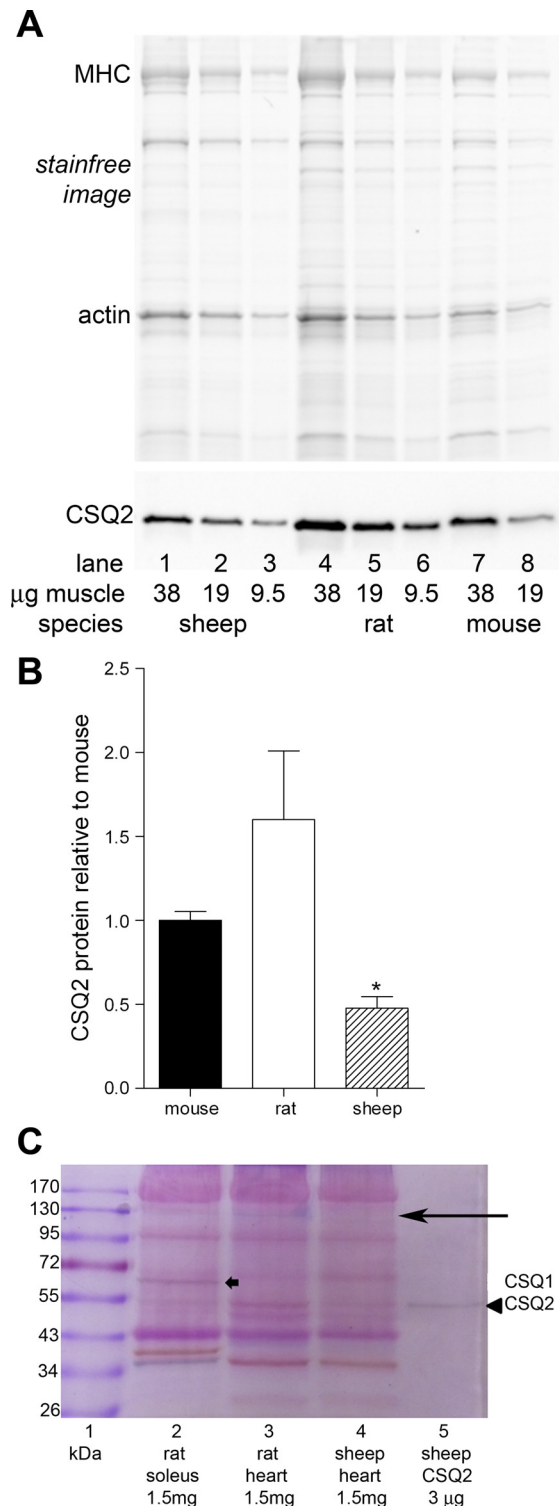 A
MHC
stainfree
image
actin
CSQ2
lane 1 2 3 4 5 6 7 8
μg muscle 38 19 9.5 38 19 9.5 38 19
species sheep rat mouse
B
CSQ2 protein relative to mouse
2.5
2.0
1.5
1.0
0.5
0.0
*
mouse rat sheep
C
170
130
95
72
55
43
34
26
CSQ1
CSQ2
1 2 3 4 5
kDa rat rat sheep sheep
soleus heart heart CSQ2
1.5mg 1.5mg 1.5mg 3 μg